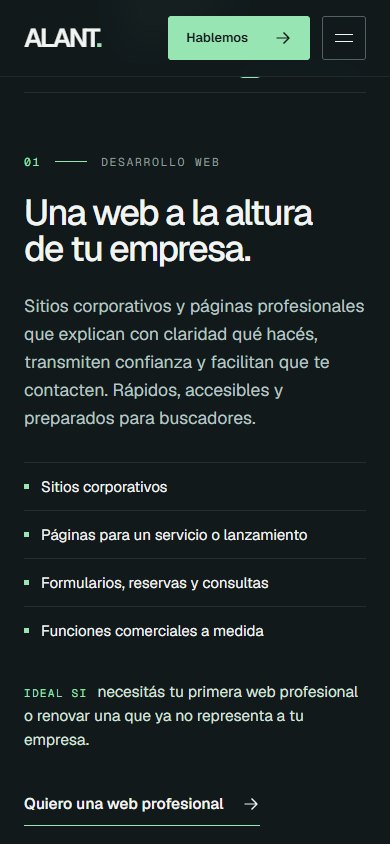 ALANT.
Hablemos →
01 DESARROLLO WEB
Una web a la altura
de tu empresa.
Sitios corporativos y páginas profesionales
que explican con claridad qué hacés,
transmiten confianza y facilitan que te
contacten. Rápidos, accesibles y
preparados para buscadores.
Sitios corporativos
Páginas para un servicio o lanzamiento
Formularios, reservas y consultas
Funciones comerciales a medida
IDEAL SI necesitás tu primera web profesional
o renovar una que ya no representa a tu
empresa.
Quiero una web profesional →